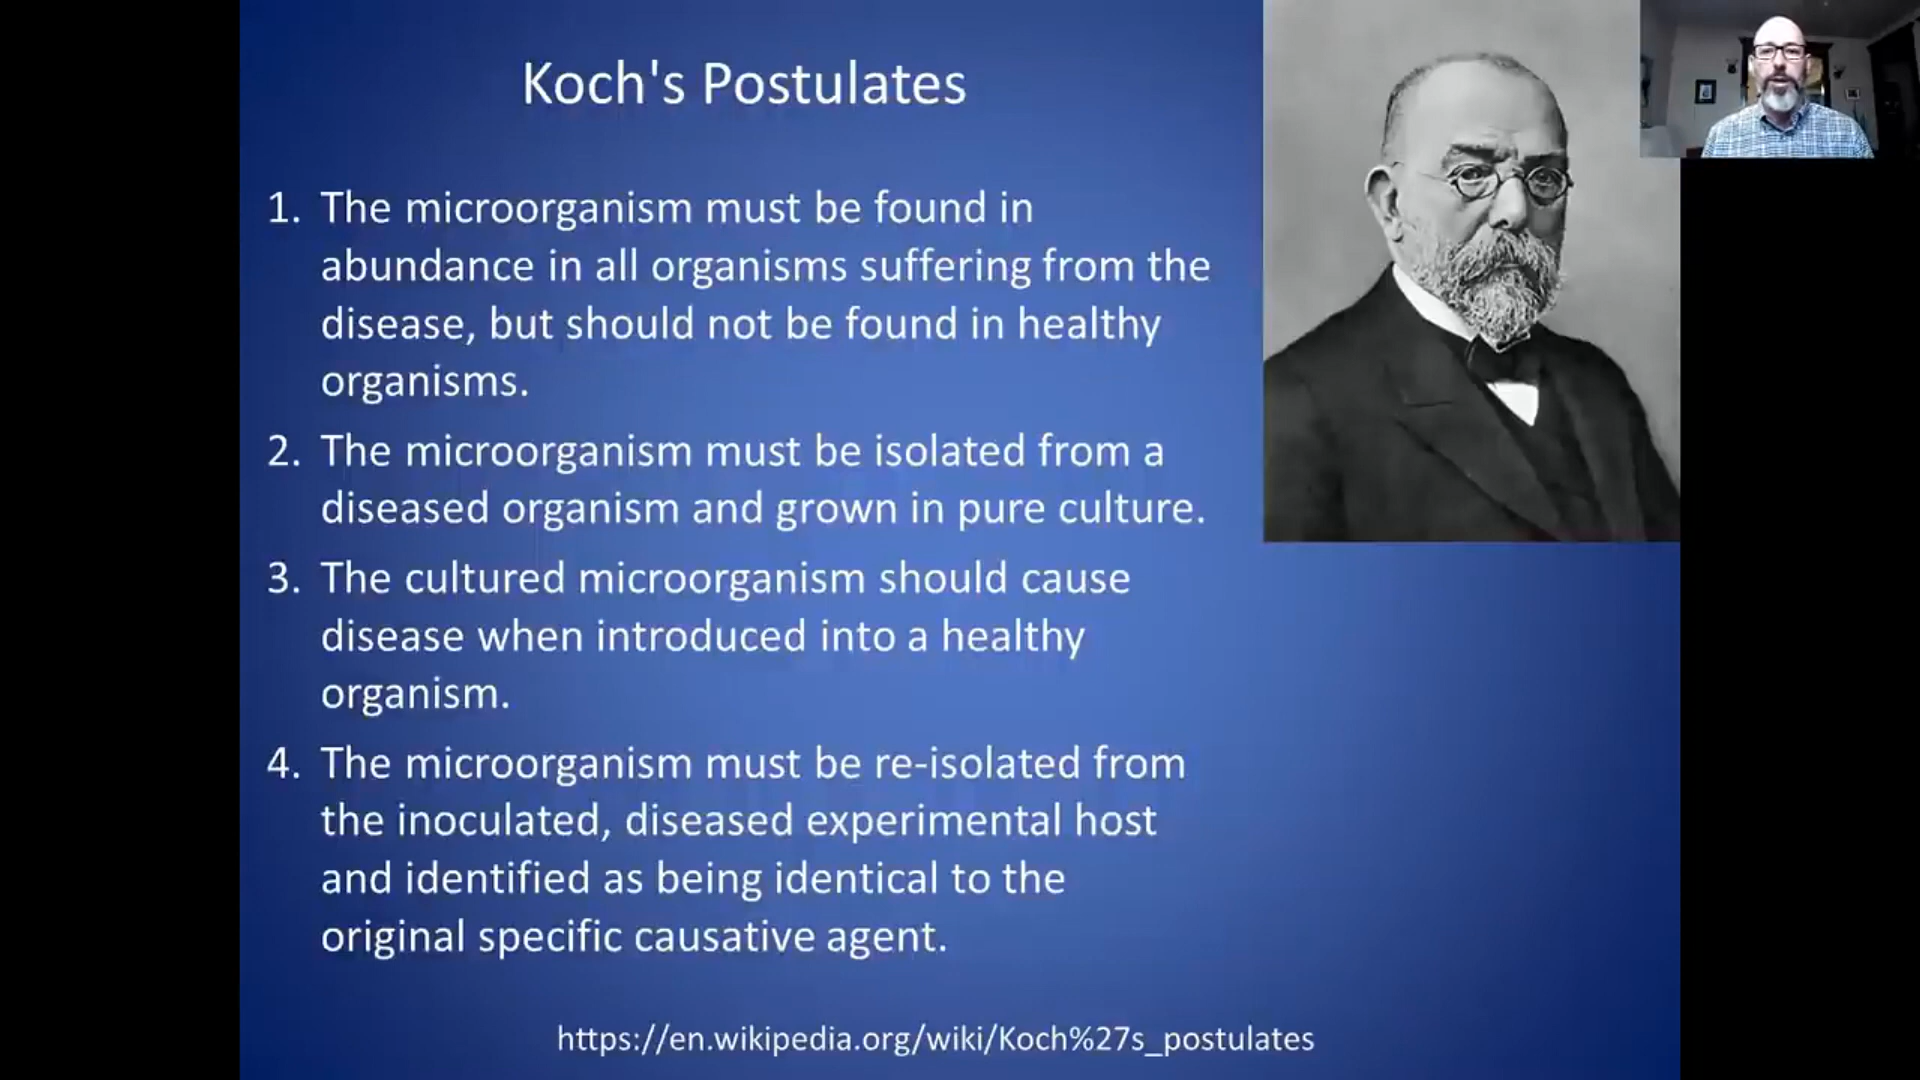 Koch's Postulates
1. The microorganism must be found in
abundance in all organisms suffering from the
disease, but should not be found in healthy
organisms.
2. The microorganism must be isolated from a
diseased organism and grown in pure culture.
3. The cultured microorganism should cause
disease when introduced into a healthy
organism.
4. The microorganism must be re-isolated from
the inoculated, diseased experimental host
and identified as being identical to the
original specific causative agent.
https://en.wikipedia.org/wiki/Koch%27s_postulates